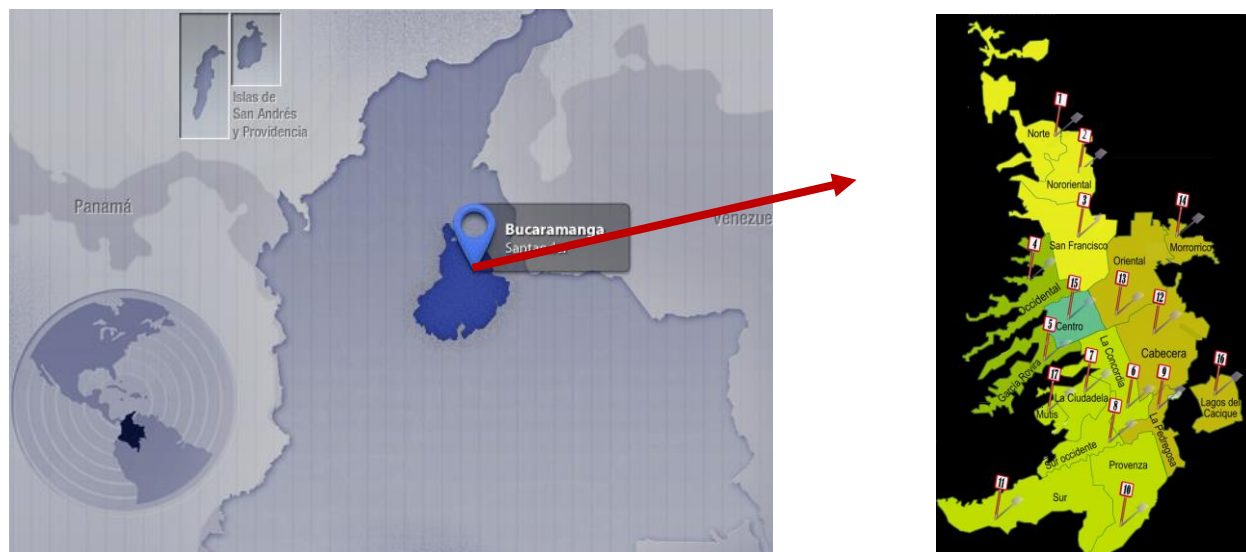 Islas de
San Andrés
y Providencia
Panamá
Bucaramanga
Santander
Venezue
1
Norte
2
Nororiental
3
San Francisco
14
Morrorrico
4
Oriental
Occidental
15
13
12
Centro
5
La Concordia
Cabecera
García Rovira
17
7
6
9
16
La Ciudadela
Mutis
8
Lagos del
Cacique
La Pedregosa
Sur occidente
Provenza
11
Sur
10